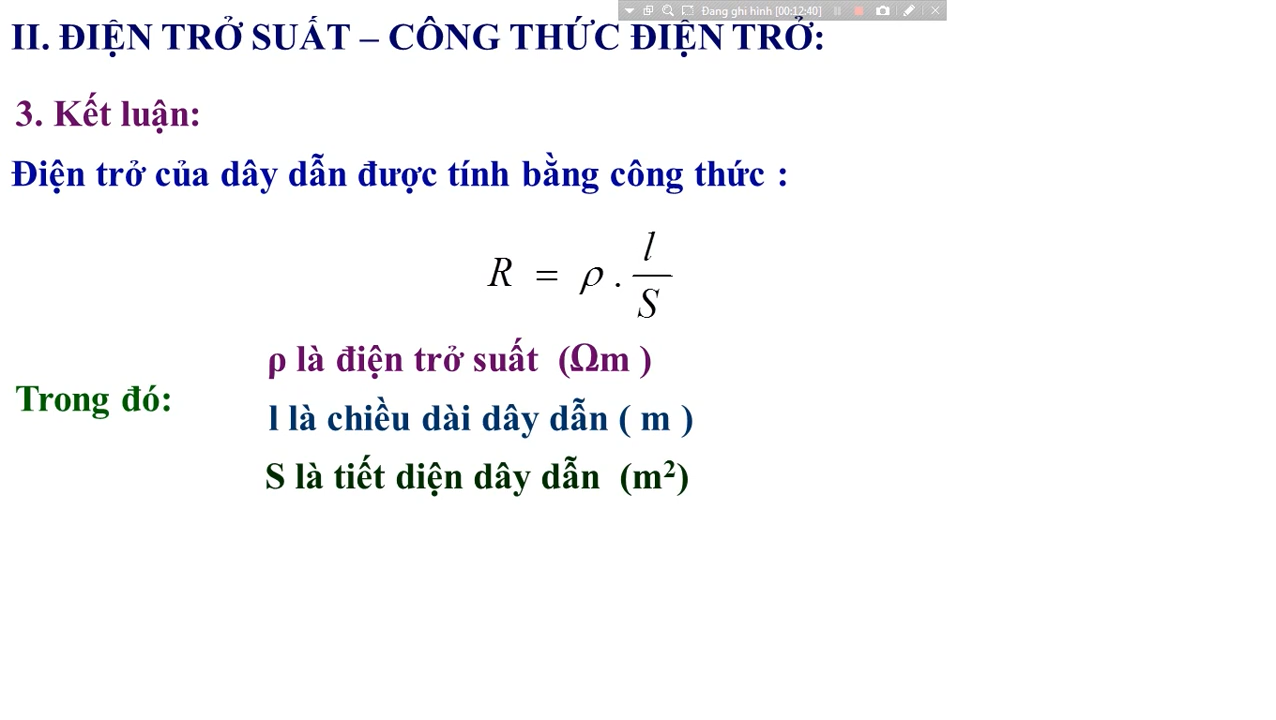 Đang ghi hình [00:12:40]
II. ĐIỆN TRỞ SUẤT – CÔNG THỨC ĐIỆN TRỞ:
3. Kết luận:
Điện trở của dây dẫn được tính bằng công thức :
R = ρ . l / S
ρ là điện trở suất (Ωm )
Trong đó:
l là chiều dài dây dẫn ( m )
S là tiết diện dây dẫn (m²)